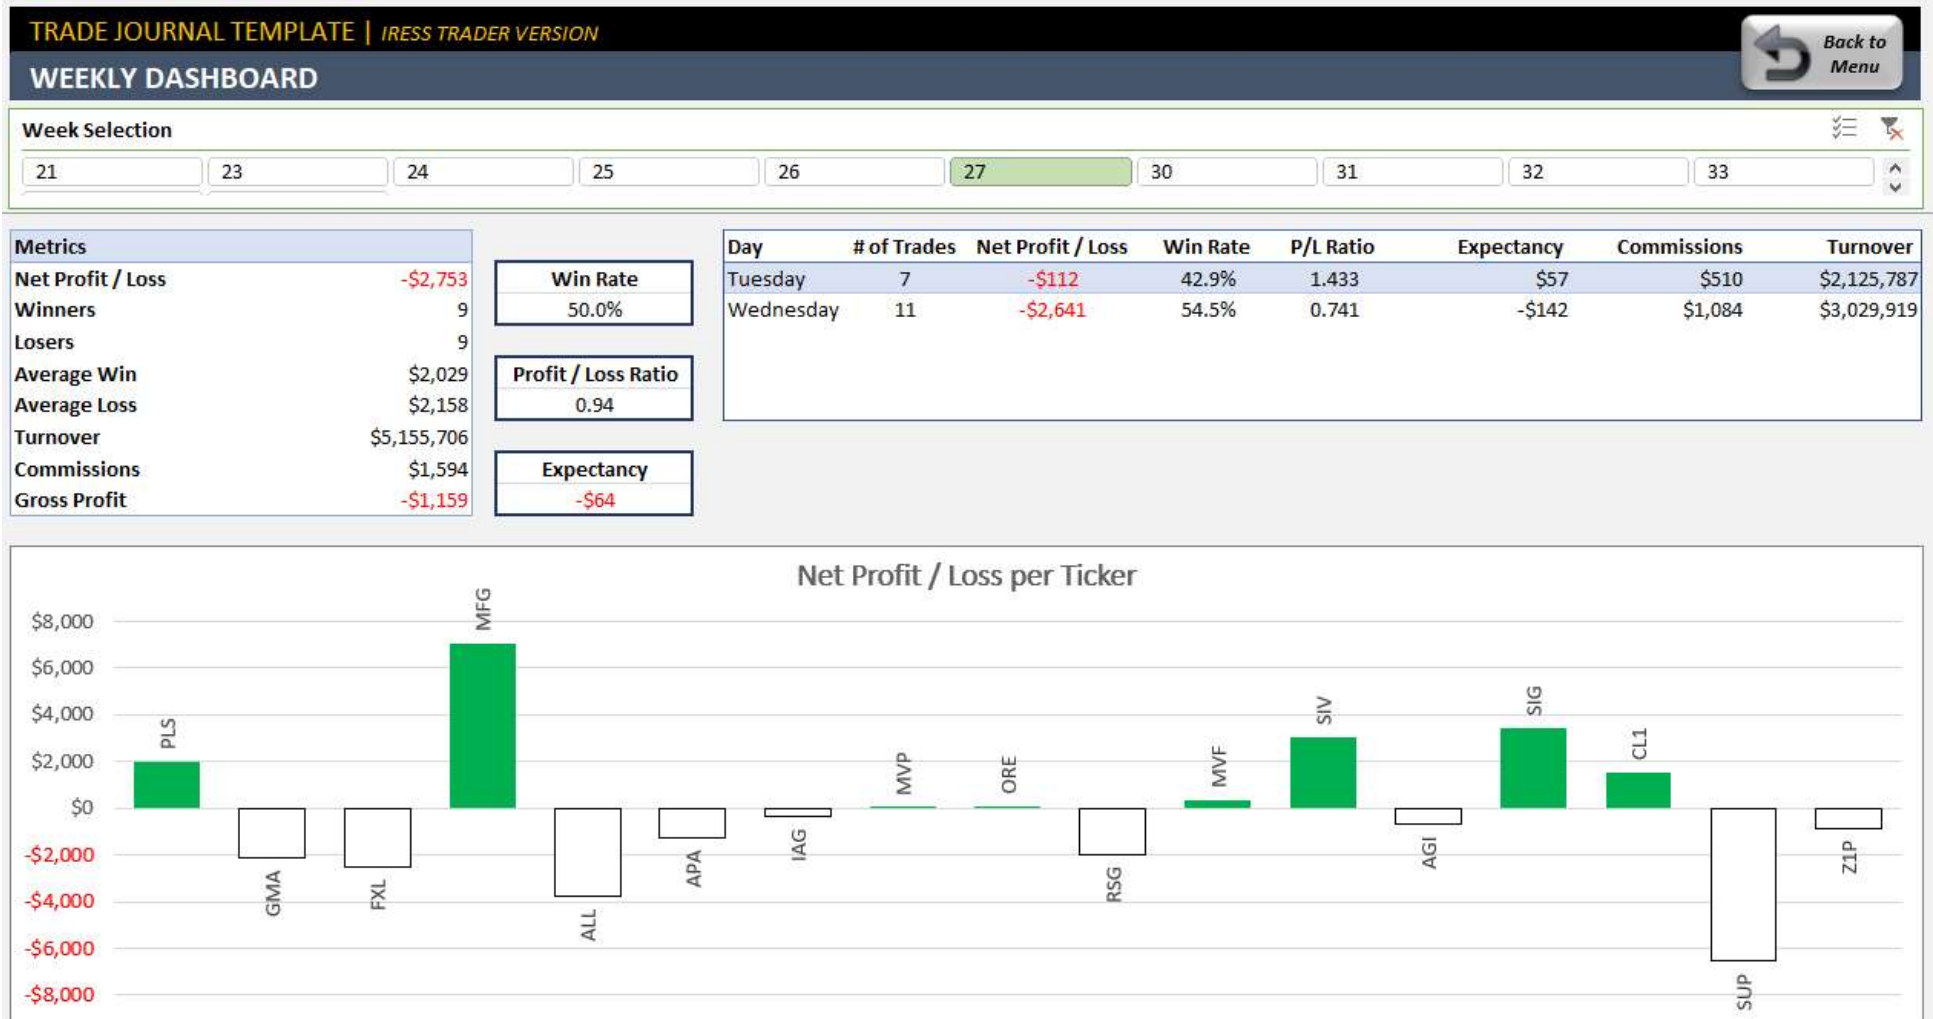 TRADE JOURNAL TEMPLATE | IRESS TRADER VERSION
Back to
Menu
WEEKLY DASHBOARD
Week Selection
21 23 24 25 26 27 30 31 32 33
Metrics
Net Profit / Loss -$2,753
Winners 9
Losers 9
Average Win $2,029
Average Loss $2,158
Turnover $5,155,706
Commissions $1,594
Gross Profit -$1,159
Win Rate
50.0%
Profit / Loss Ratio
0.94
Expectancy
-$64
Day # of Trades Net Profit / Loss Win Rate P/L Ratio Expectancy Commissions Turnover
Tuesday 7 -$112 42.9% 1.433 $57 $510 $2,125,787
Wednesday 11 -$2,641 54.5% 0.741 -$142 $1,084 $3,029,919
Net Profit / Loss per Ticker
$8,000
$6,000
$4,000
$2,000
$0
-$2,000
-$4,000
-$6,000
-$8,000
PLS
GMA
FXL
MFG
ALL
APA
IAG
MVP
ORE
RSG
MVF
SIV
AGI
SIG
CL1
SUP
Z1P